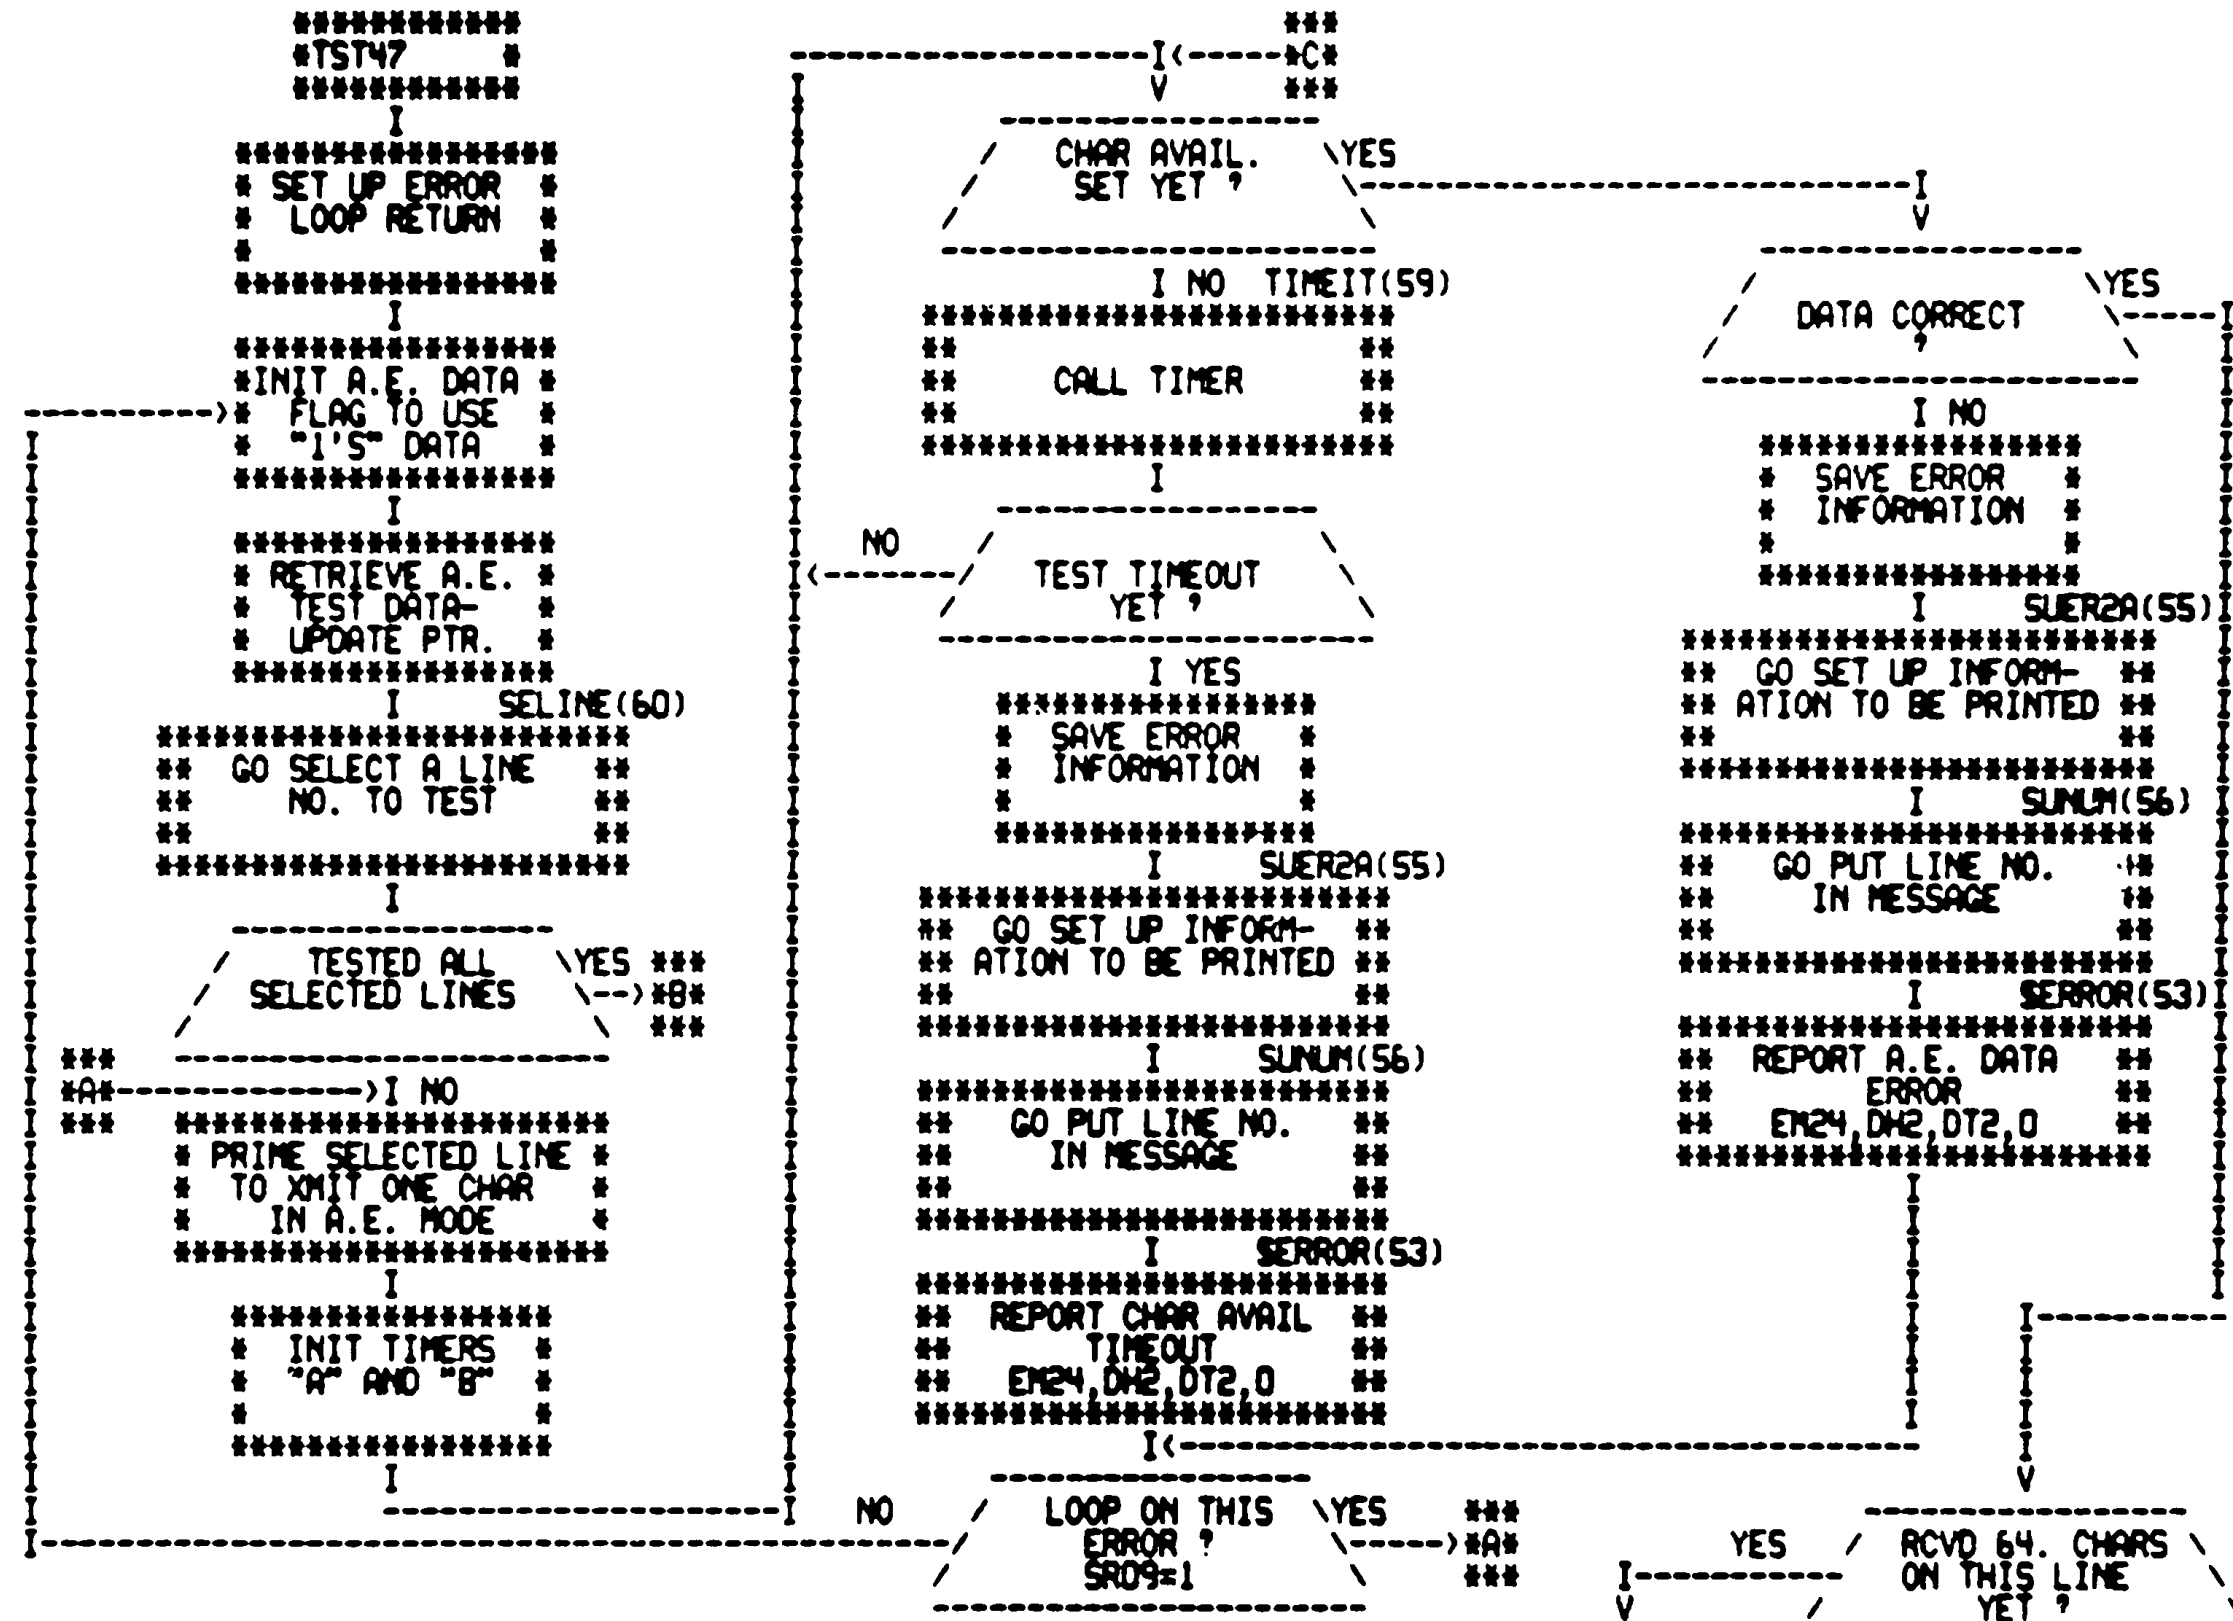 TST47
SET UP ERROR
LOOP RETURN
INIT A.E. DATA
FLAG TO USE
"1'S" DATA
RETRIEVE A.E.
TEST DATA-
UPDATE PTR.
SELINE(60)
GO SELECT A LINE
NO. TO TEST
TESTED ALL
SELECTED LINES
YES
B
A
NO
PRIME SELECTED LINE
TO XMIT ONE CHAR
IN A.E. MODE
INIT TIMERS
"A" AND "B"
C
CHAR AVAIL.
SET YET ?
YES
NO TIMEIT(59)
CALL TIMER
TEST TIMEOUT
YET ?
NO
YES
SAVE ERROR
INFORMATION
SUER2A(55)
GO SET UP INFORM-
ATION TO BE PRINTED
SUNUM(56)
GO PUT LINE NO.
IN MESSAGE
SERROR(53)
REPORT CHAR AVAIL
TIMEOUT
EM24,DH2,DT2,0
NO
LOOP ON THIS
ERROR ?
SR09=1
YES
A
DATA CORRECT
?
YES
NO
SAVE ERROR
INFORMATION
SUER2A(55)
GO SET UP INFORM-
ATION TO BE PRINTED
SUNUM(56)
GO PUT LINE NO.
IN MESSAGE
SERROR(53)
REPORT A.E. DATA
ERROR
EM24,DH2,DT2,0
YES
RCVD 64. CHARS
ON THIS LINE
YET ?